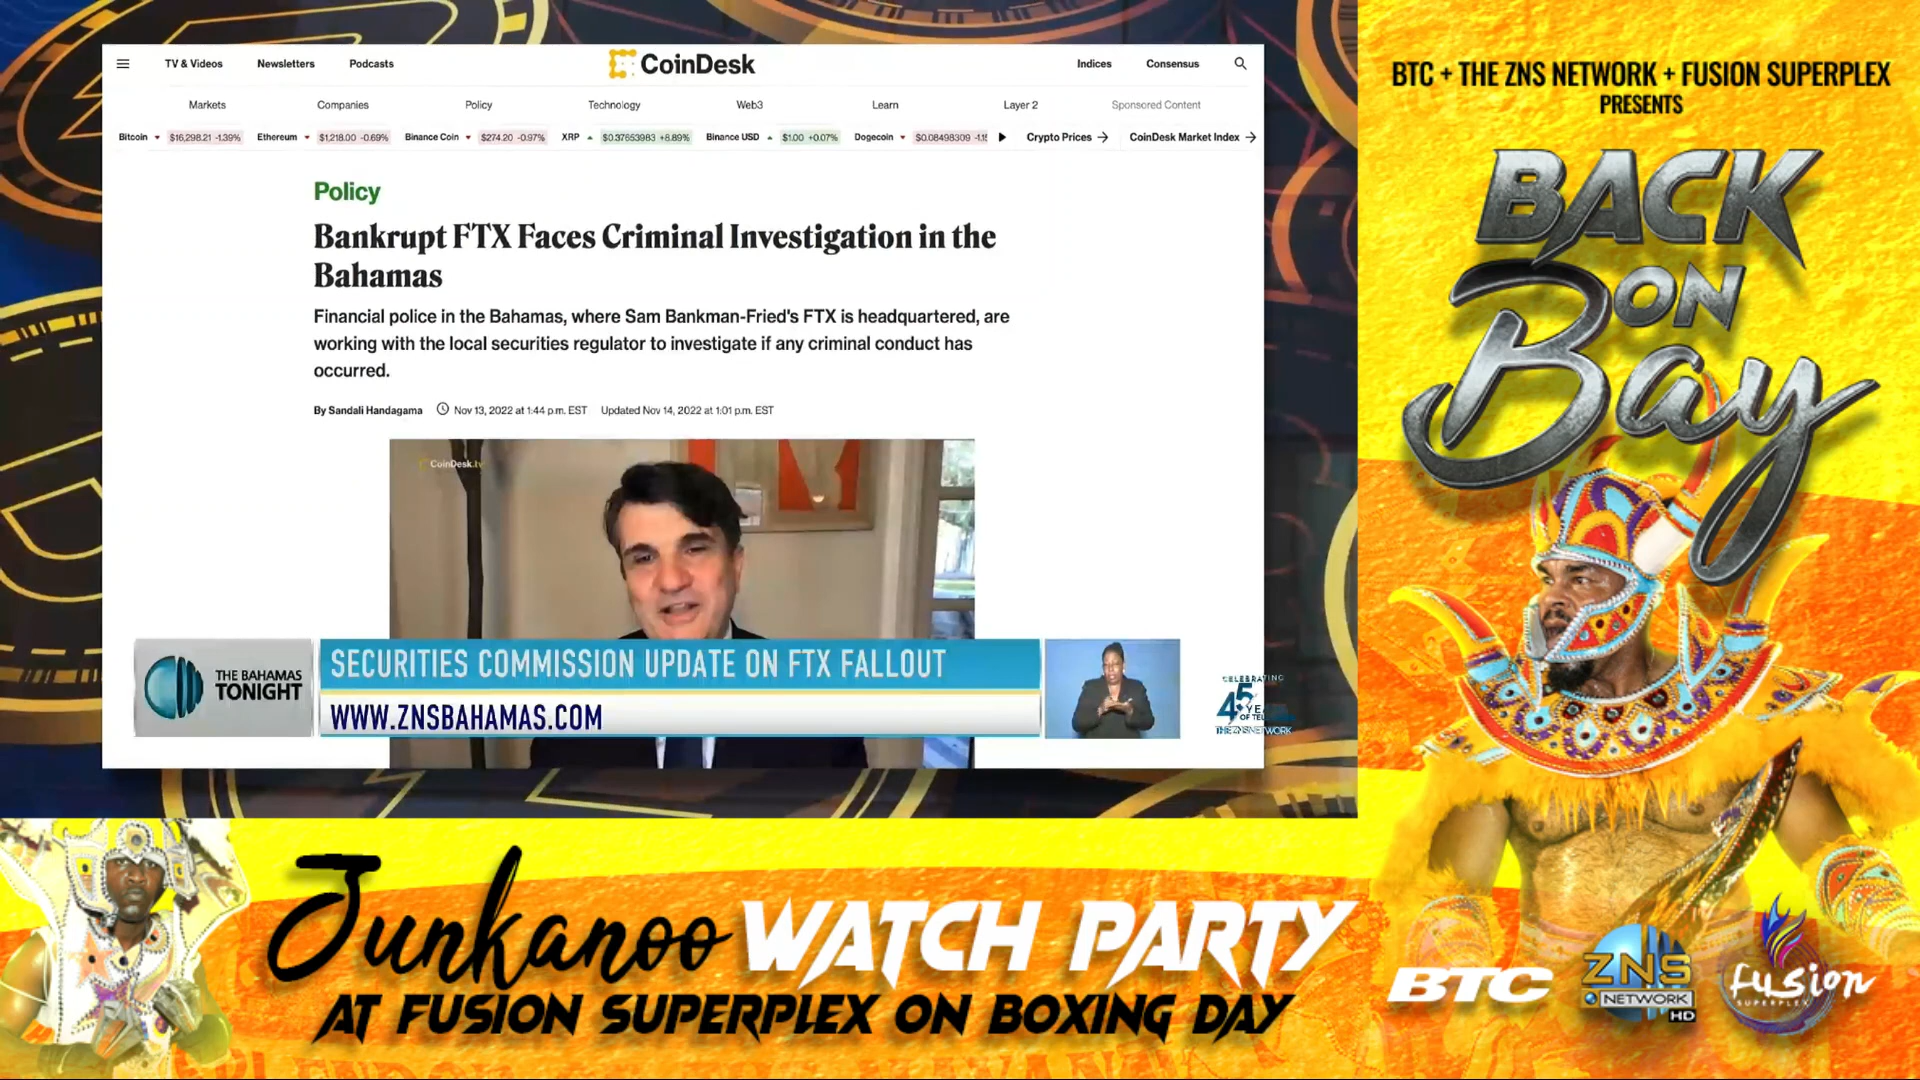 TV & Videos
Newsletters
Podcasts
CoinDesk
Indices
Consensus
Markets
Companies
Policy
Technology
Web3
Learn
Layer 2
Sponsored Content
Bitcoin $16,298.21 -1.39%
Ethereum $1,218.00 -0.69%
Binance Coin $274.20 -0.97%
XRP $0.37653983 +8.89%
Binance USD $1.00 +0.07%
Dogecoin $0.08498309
Crypto Prices
CoinDesk Market Index
Policy
Bankrupt FTX Faces Criminal Investigation in the
Bahamas
Financial police in the Bahamas, where Sam Bankman-Fried's FTX is headquartered, are
working with the local securities regulator to investigate if any criminal conduct has
occurred.
By Sandali Handagama
Nov 13, 2022 at 1:44 p.m. EST
Updated Nov 14, 2022 at 1:01 p.m. EST
CoinDesk.tv
THE BAHAMAS
TONIGHT
SECURITIES COMMISSION UPDATE ON FTX FALLOUT
WWW.ZNSBAHAMAS.COM
CELEBRATING
45
THE ZNS NETWORK
BTC + THE ZNS NETWORK + FUSION SUPERPLEX
PRESENTS
BACK
ON
Bay
Junkanoo WATCH PARTY
AT FUSION SUPERPLEX ON BOXING DAY
BTC
ZNS
NETWORK
HD
fusion
SUPERPLEX